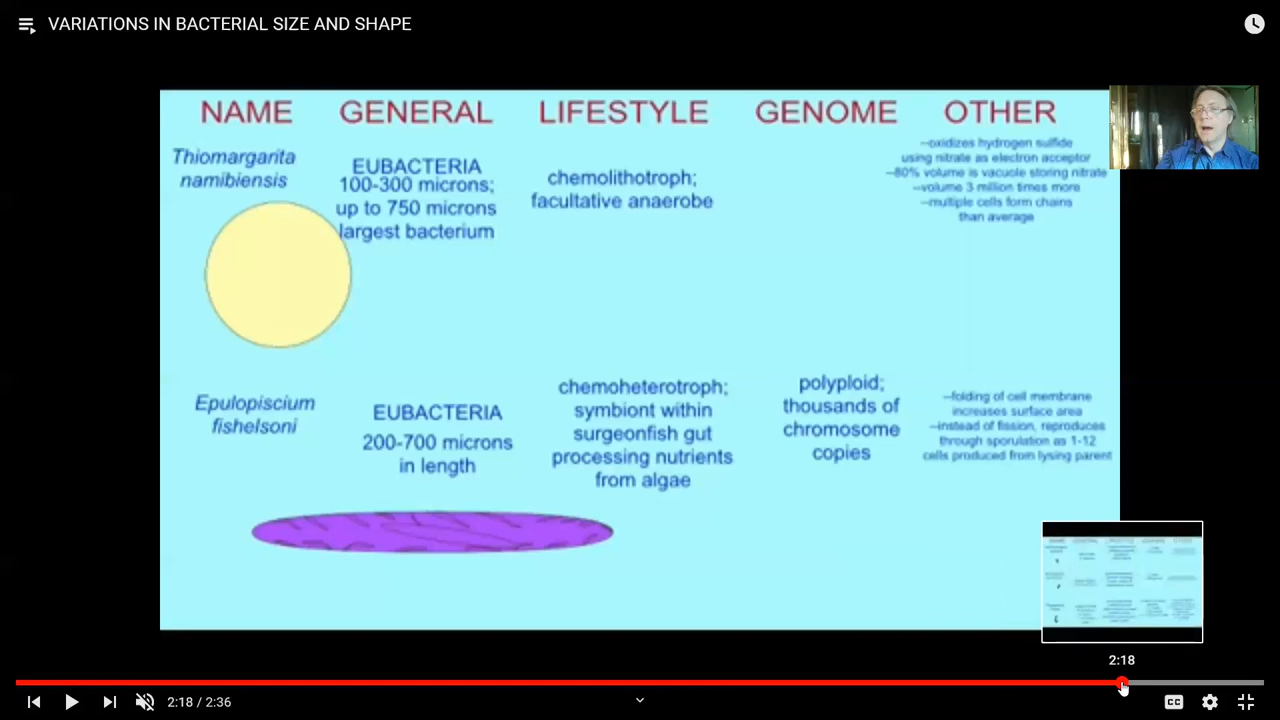 VARIATIONS IN BACTERIAL SIZE AND SHAPE
NAME GENERAL LIFESTYLE GENOME OTHER
Thiomargarita
namibiensis
EUBACTERIA
100-300 microns;
up to 750 microns
largest bacterium
chemolithotroph;
facultative anaerobe
--oxidizes hydrogen sulfide
using nitrate as electron acceptor
--80% volume is vacuole storing nitrate
--volume 3 million times more
--multiple cells form chains
than average
Epulopiscium
fishelsoni
EUBACTERIA
200-700 microns
in length
chemoheterotroph;
symbiont within
surgeonfish gut
processing nutrients
from algae
polyploid;
thousands of
chromosome
copies
--folding of cell membrane
increases surface area
--instead of fission, reproduces
through sporulation as 1-12
cells produced from lysing parent
2:18
2:18 / 2:36
CC